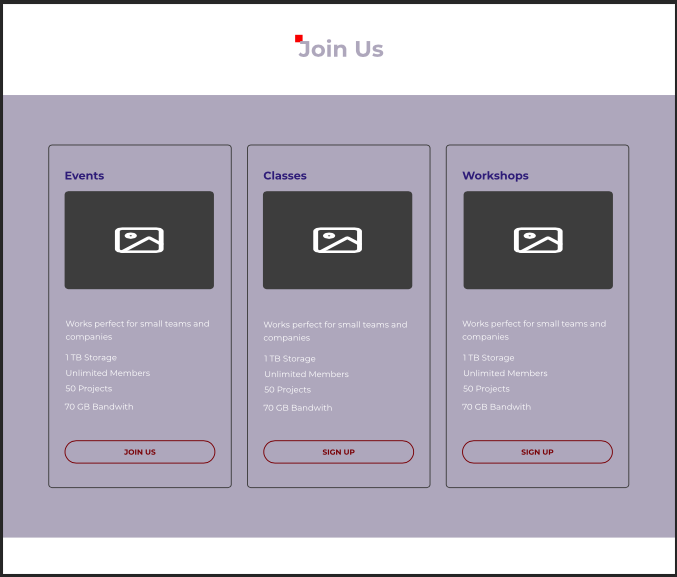 Join Us
Events
Works perfect for small teams and
companies
1 TB Storage
Unlimited Members
50 Projects
70 GB Bandwith
JOIN US
Classes
Works perfect for small teams and
companies
1 TB Storage
Unlimited Members
50 Projects
70 GB Bandwith
SIGN UP
Workshops
Works perfect for small teams and
companies
1 TB Storage
Unlimited Members
50 Projects
70 GB Bandwith
SIGN UP